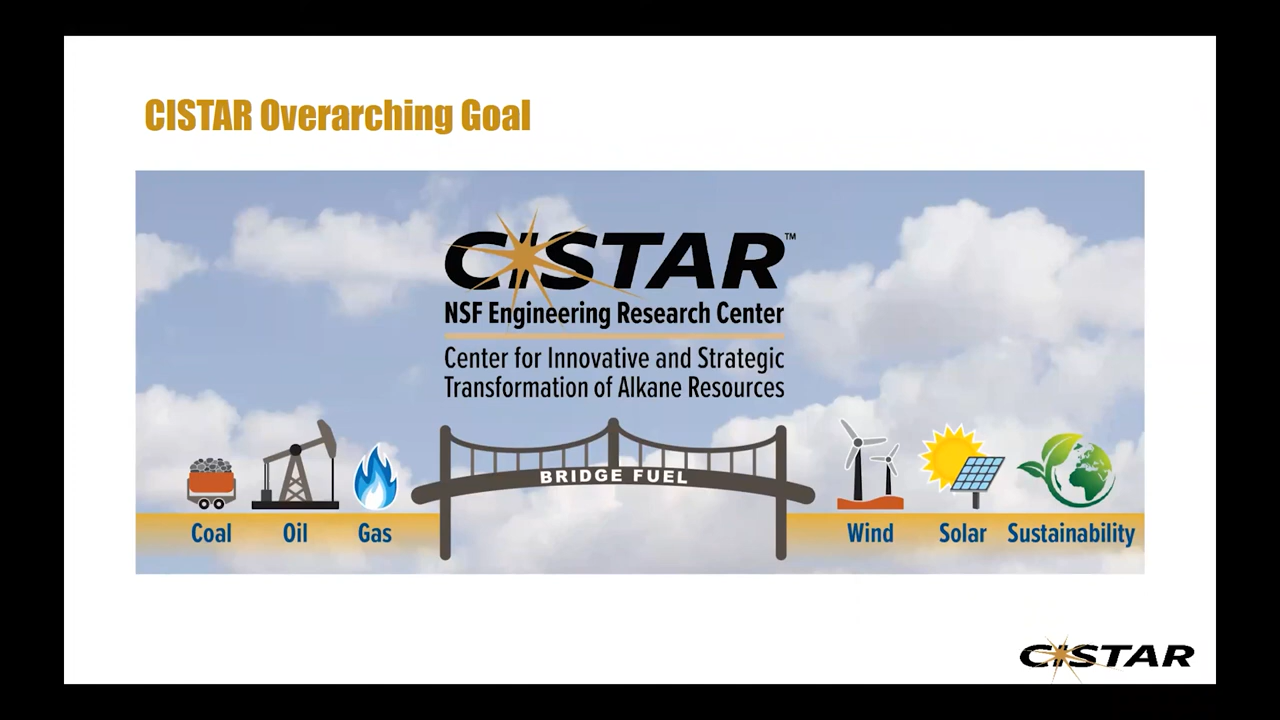 CISTAR Overarching Goal
CISTAR™
NSF Engineering Research Center
Center for Innovative and Strategic
Transformation of Alkane Resources
BRIDGE FUEL
Coal Oil Gas Wind Solar Sustainability
CISTAR